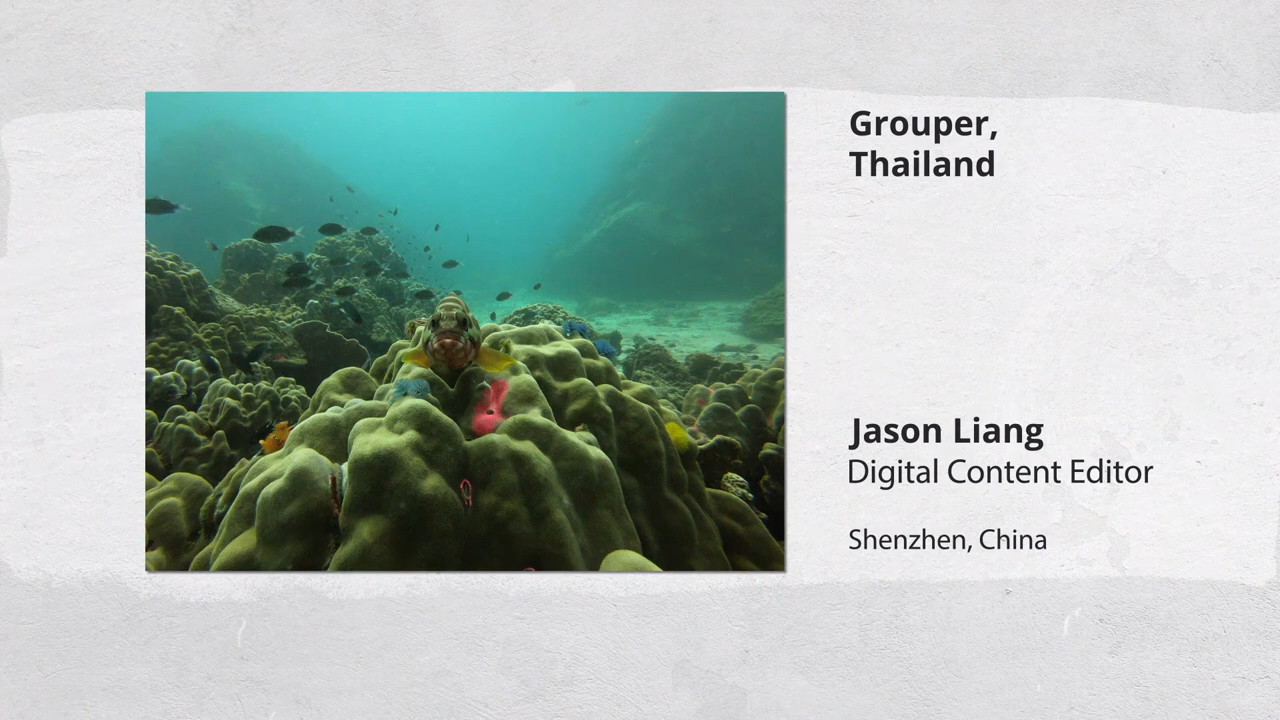 Grouper,
Thailand
Jason Liang
Digital Content Editor
Shenzhen, China